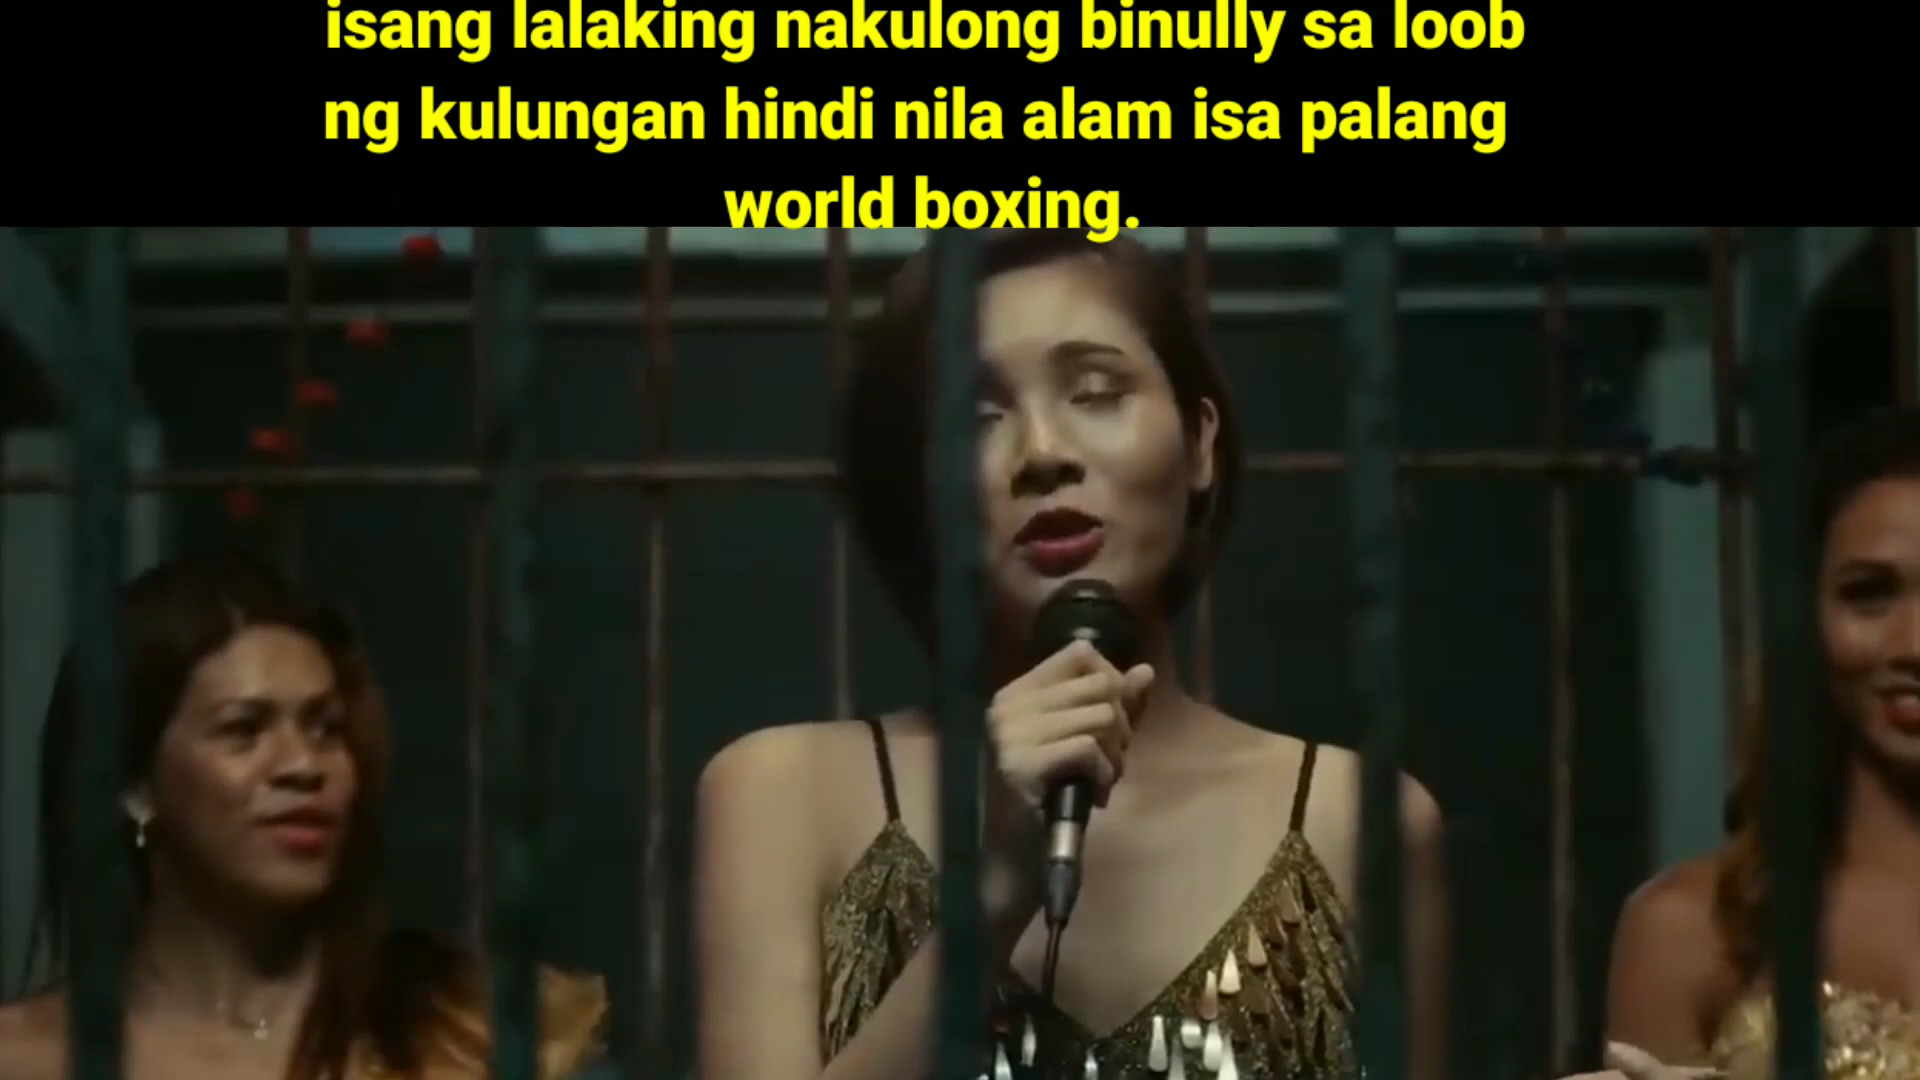 isang lalaking nakulong binully sa loob
ng kulungan hindi nila alam isa palang
world boxing.